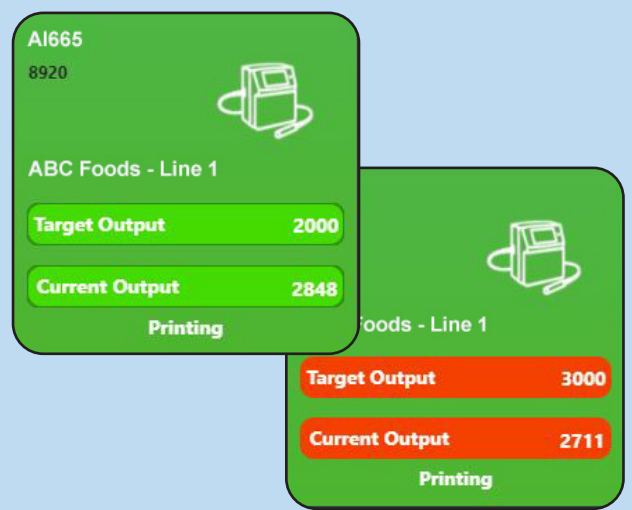 AI665
8920
ABC Foods - Line 1
Target Output 2000
Current Output 2848
Printing
Foods - Line 1
Target Output 3000
Current Output 2711
Printing